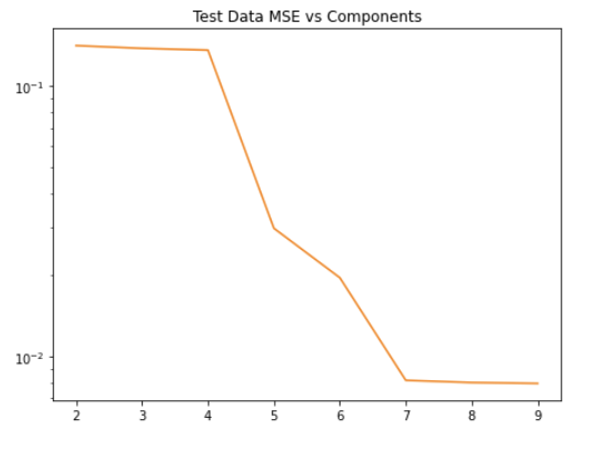 Test Data MSE vs Components
10⁻¹
10⁻²
2 3 4 5 6 7 8 9